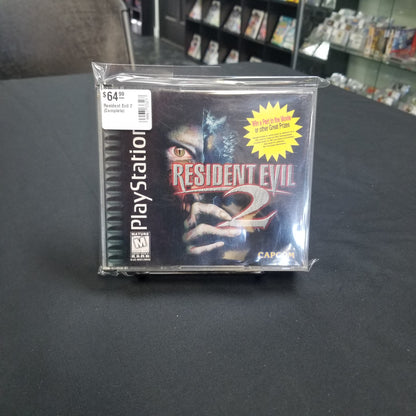 $64.99
Resident Evil 2
(Complete)
Win a Part in the Movie
or other Great Prizes
PlayStation
RESIDENT EVIL
2
MATURE
M
CAPCOM